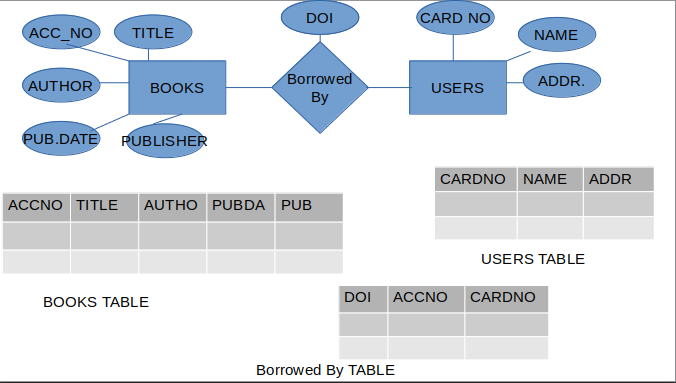 DOI
CARD NO
ACC_NO
TITLE
NAME
Borrowed
By
AUTHOR
BOOKS
USERS
ADDR.
PUB.DATE
PUBLISHER
CARDNO NAME ADDR
ACCNO TITLE AUTHO PUBDA PUB
USERS TABLE
BOOKS TABLE
DOI ACCNO CARDNO
Borrowed By TABLE